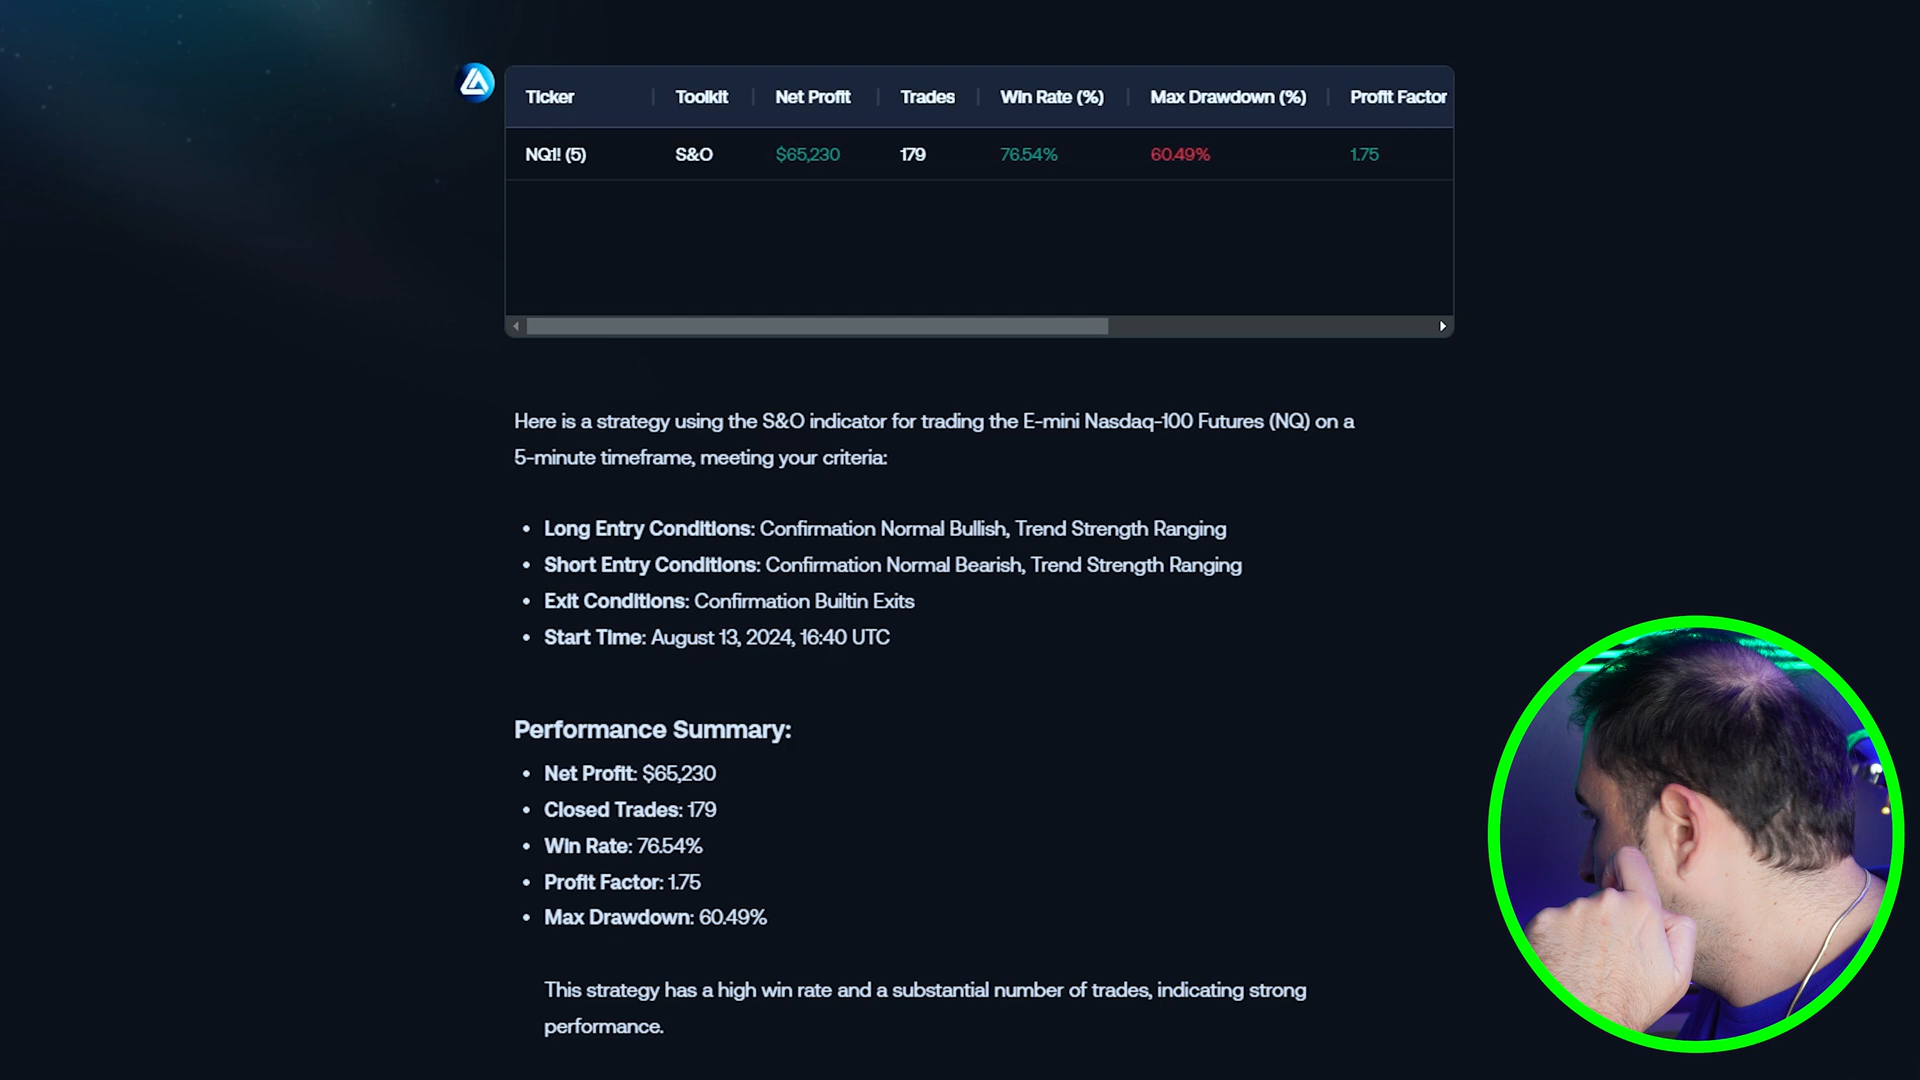 Ticker Toolkit Net Profit Trades Win Rate (%) Max Drawdown (%) Profit Factor
NQ1! (5) S&O $65,230 179 76.54% 60.49% 1.75
Here is a strategy using the S&O indicator for trading the E-mini Nasdaq-100 Futures (NQ) on a
5-minute timeframe, meeting your criteria:
• Long Entry Conditions: Confirmation Normal Bullish, Trend Strength Ranging
• Short Entry Conditions: Confirmation Normal Bearish, Trend Strength Ranging
• Exit Conditions: Confirmation Builtin Exits
• Start Time: August 13, 2024, 16:40 UTC
Performance Summary:
• Net Profit: $65,230
• Closed Trades: 179
• Win Rate: 76.54%
• Profit Factor: 1.75
• Max Drawdown: 60.49%
This strategy has a high win rate and a substantial number of trades, indicating strong
performance.